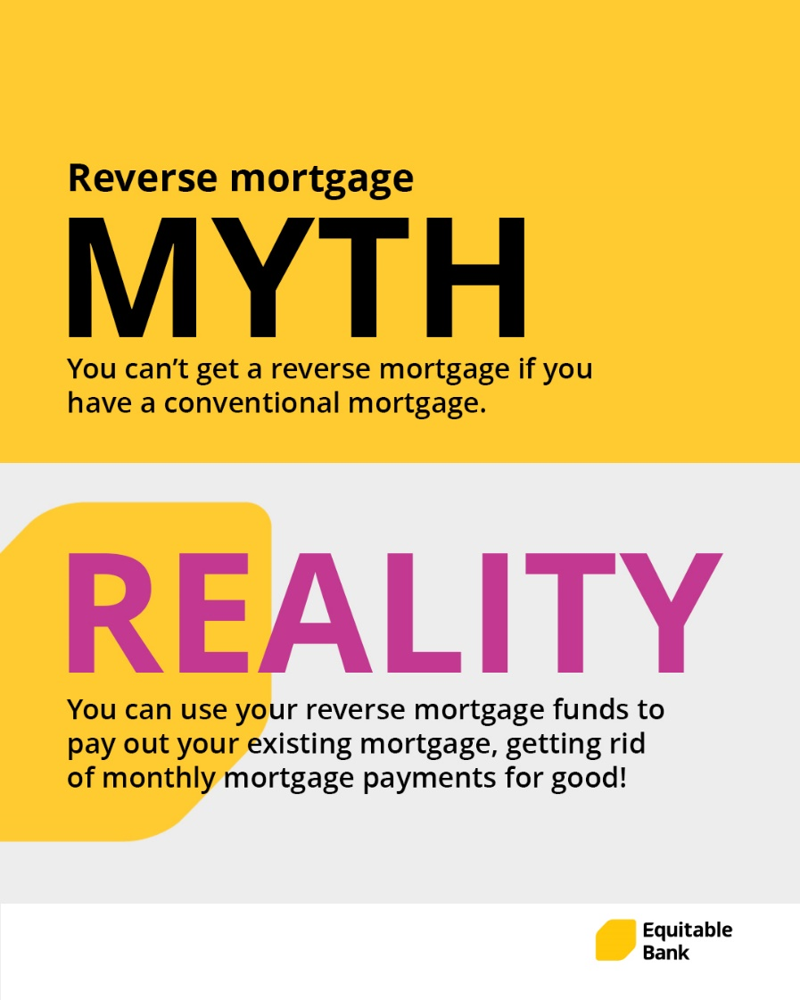 Reverse mortgage
MYTH
You can’t get a reverse mortgage if you
have a conventional mortgage.
REALITY
You can use your reverse mortgage funds to
pay out your existing mortgage, getting rid
of monthly mortgage payments for good!
Equitable
Bank